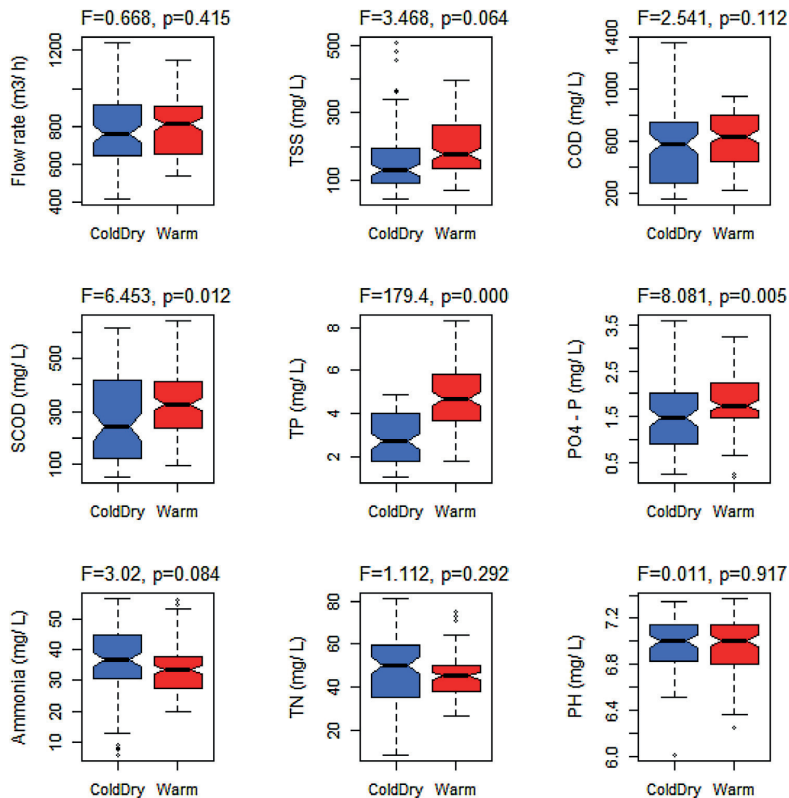 F=0.668, p=0.415
Flow rate (m3/ h)
400 600 800 1200
ColdDry Warm
F=3.468, p=0.064
TSS (mg/ L)
100 300 500
ColdDry Warm
F=2.541, p=0.112
COD (mg/ L)
200 600 1000 1400
ColdDry Warm
F=6.453, p=0.012
SCOD (mg/ L)
100 300 500
ColdDry Warm
F=179.4, p=0.000
TP (mg/ L)
2 4 6 8
ColdDry Warm
F=8.081, p=0.005
PO4 - P (mg/ L)
0.5 1.5 2.5 3.5
ColdDry Warm
F=3.02, p=0.084
Ammonia (mg/ L)
10 20 30 40 50
ColdDry Warm
F=1.112, p=0.292
TN (mg/ L)
20 40 60 80
ColdDry Warm
F=0.011, p=0.917
PH (mg/ L)
6.0 6.4 6.8 7.2
ColdDry Warm